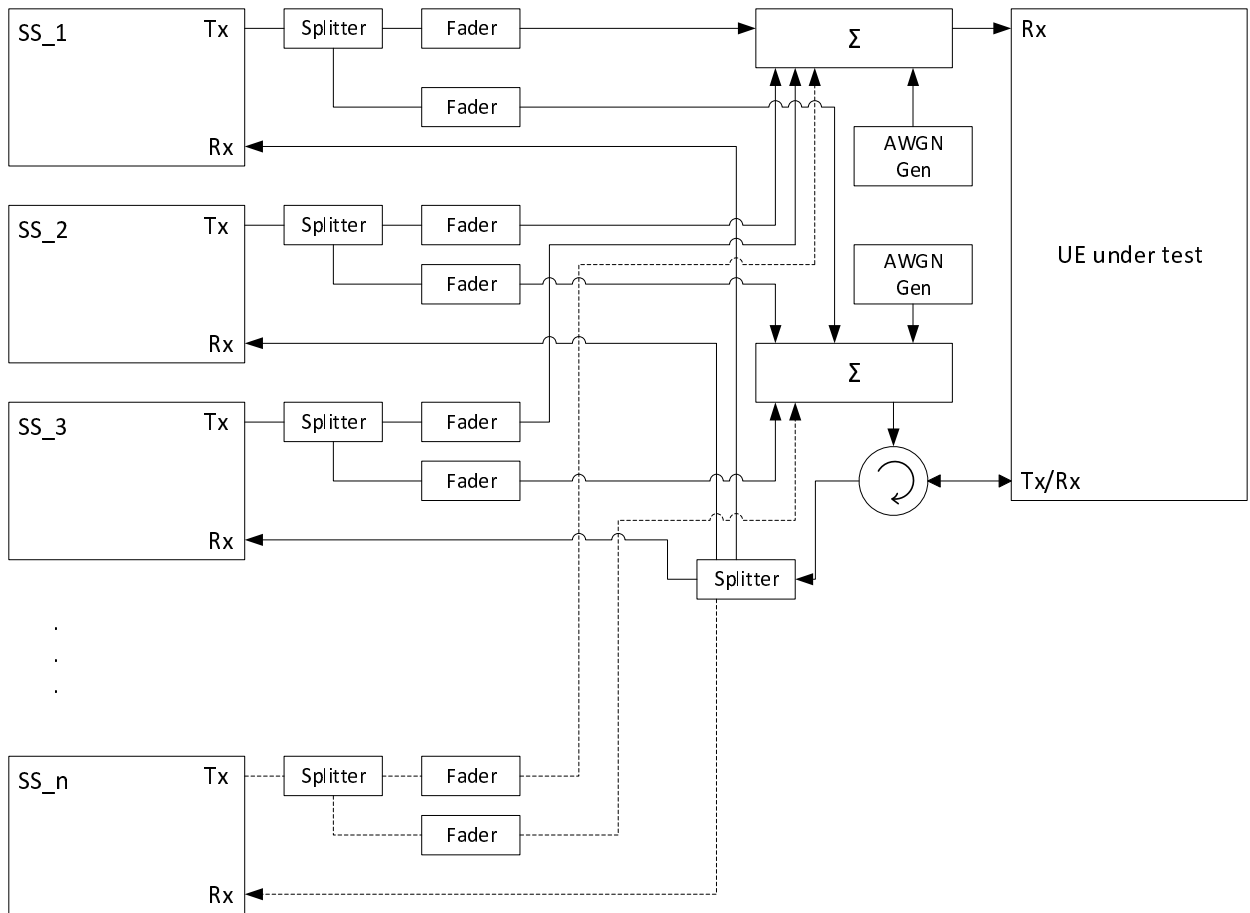 SS_1
Tx
Splitter
Fader
Σ
Rx
Fader
Rx
AWGN
Gen
SS_2
Tx
Splitter
Fader
Fader
AWGN
Gen
UE under test
Rx
Σ
SS_3
Tx
Splitter
Fader
Fader
Tx/Rx
Rx
Splitter
.
.
.
SS_n
Tx
Splitter
Fader
Fader
Rx